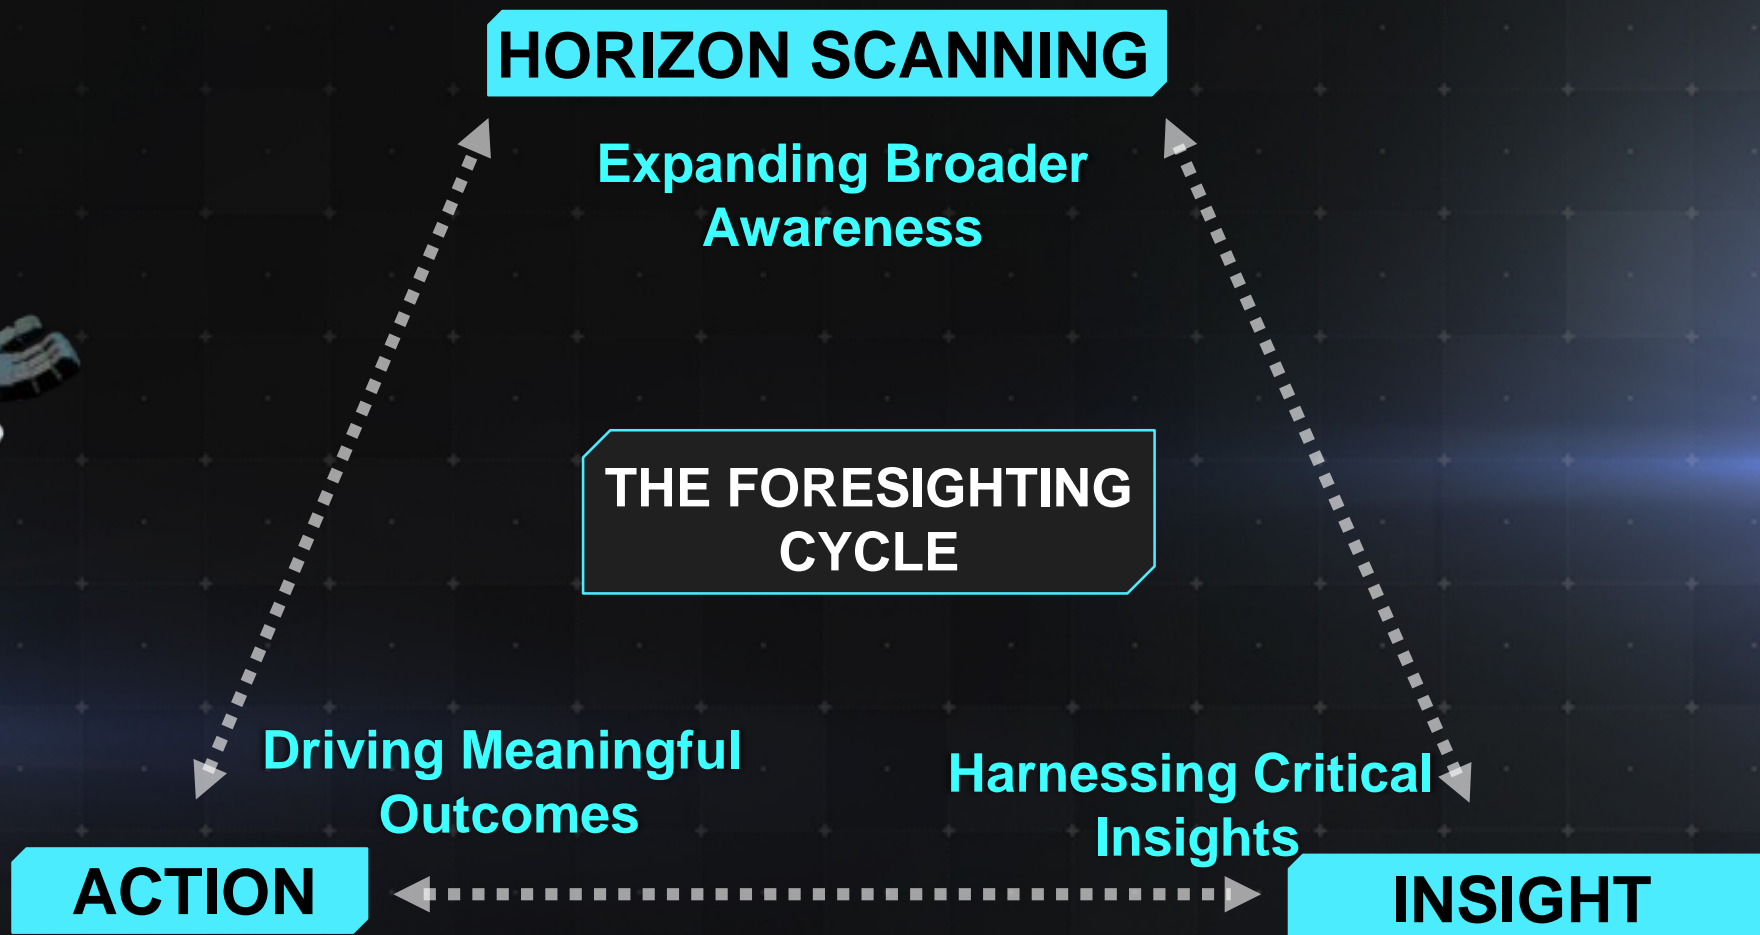 HORIZON SCANNING
Expanding Broader
Awareness
THE FORESIGHTING
CYCLE
Driving Meaningful
Outcomes
Harnessing Critical
Insights
ACTION
INSIGHT